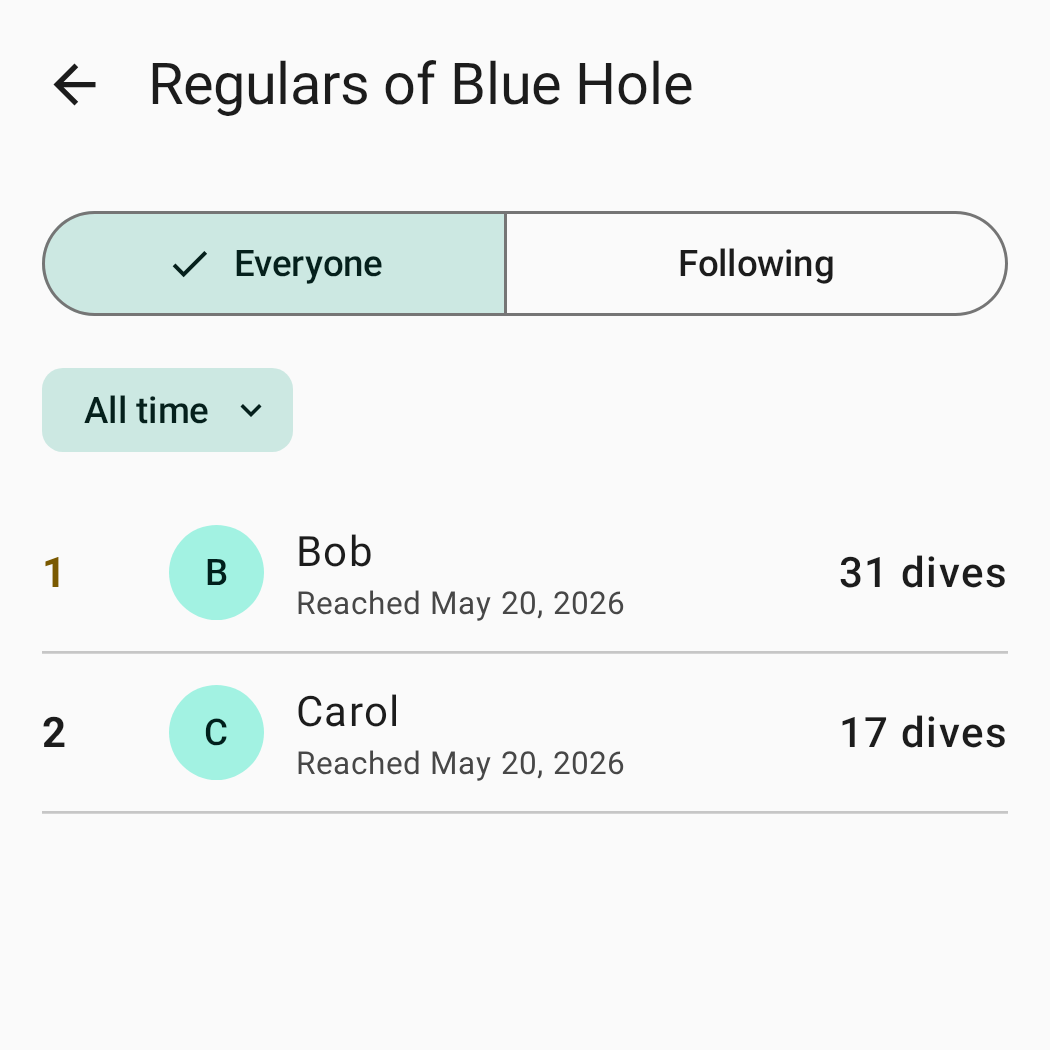 Regulars of Blue Hole
Everyone
Following
All time
1
B
Bob
Reached May 20, 2026
31 dives
2
C
Carol
Reached May 20, 2026
17 dives